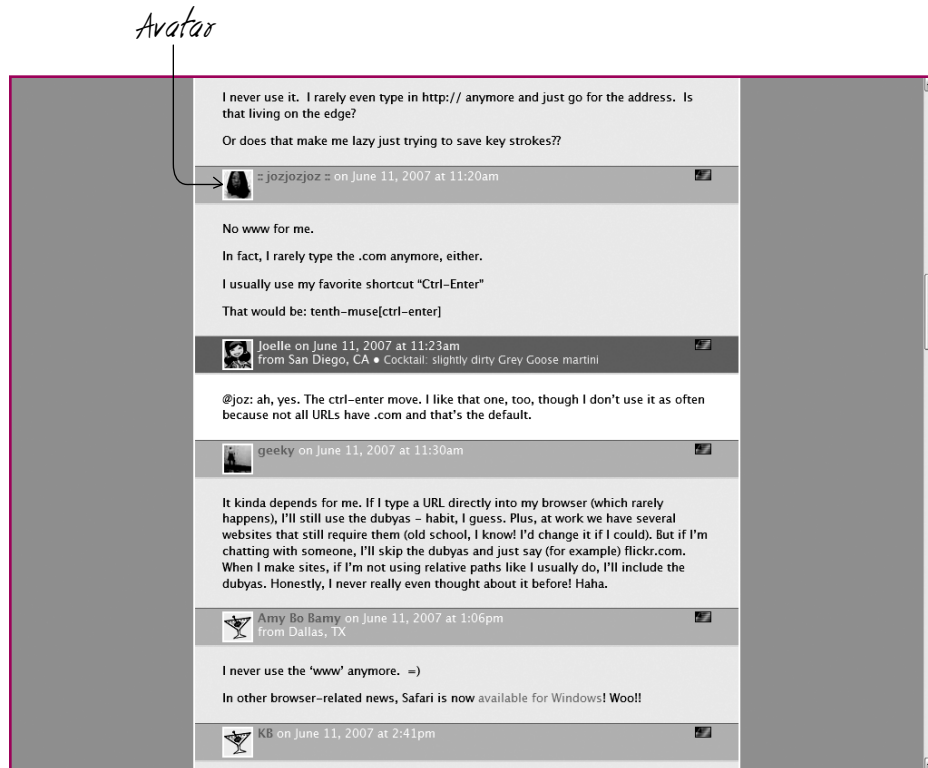 Avatar
I never use it.  I rarely even type in http:// anymore and just go for the address.  Is
that living on the edge?
Or does that make me lazy just trying to save key strokes??
:: jozjozjoz :: on June 11, 2007 at 11:20am
No www for me.
In fact, I rarely type the .com anymore, either.
I usually use my favorite shortcut “Ctrl-Enter”
That would be: tenth-muse[ctrl-enter]
Joelle on June 11, 2007 at 11:23am
from San Diego, CA ● Cocktail: slightly dirty Grey Goose martini
@joz: ah, yes. The ctrl-enter move. I like that one, too, though I don’t use it as often
because not all URLs have .com and that’s the default.
geeky on June 11, 2007 at 11:30am
It kinda depends for me. If I type a URL directly into my browser (which rarely
happens), I’ll still use the dubyas – habit, I guess. Plus, at work we have several
websites that still require them (old school, I know! I’d change it if I could). But if I’m
chatting with someone, I’ll skip the dubyas and just say (for example) flickr.com.
When I make sites, if I’m not using relative paths like I usually do, I’ll include the
dubyas. Honestly, I never really even thought about it before! Haha.
Amy Bo Bamy on June 11, 2007 at 1:06pm
from Dallas, TX
I never use the ‘www’ anymore.  =)
In other browser-related news, Safari is now available for Windows! Woo!!
KB on June 11, 2007 at 2:41pm